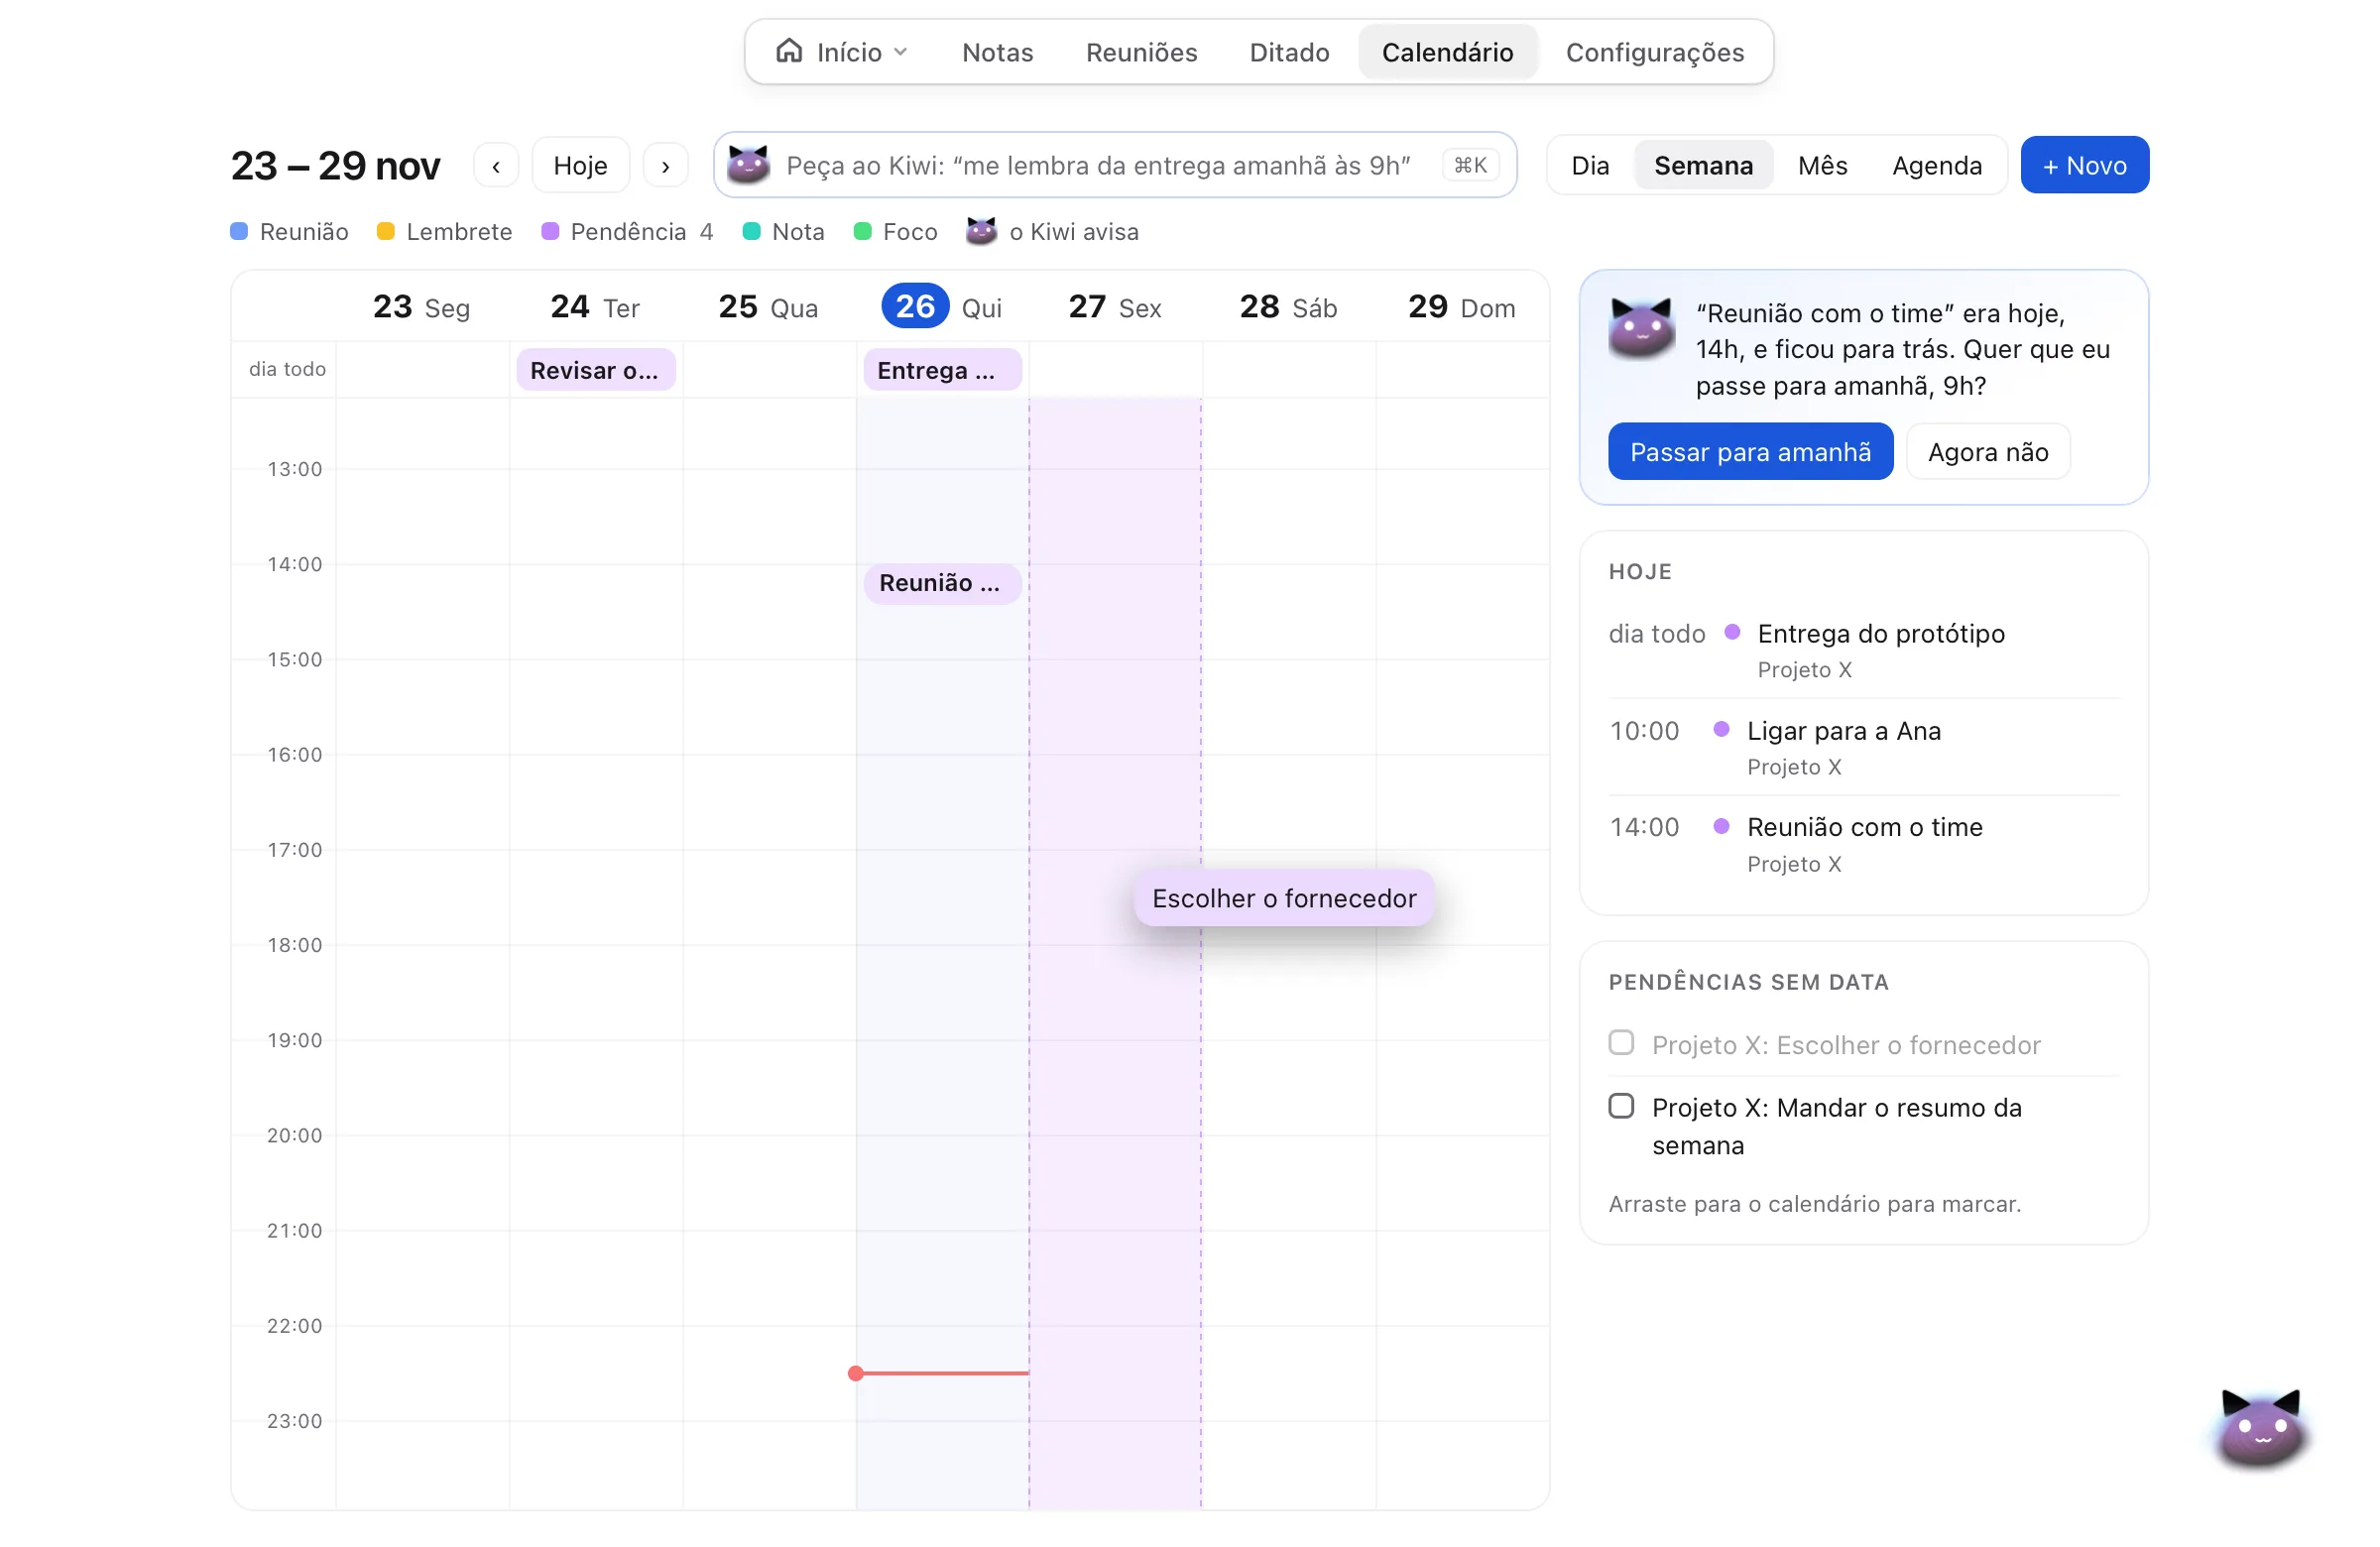 Início
Notas
Reuniões
Ditado
Calendário
Configurações
23 – 29 nov
‹
Hoje
›
Peça ao Kiwi: “me lembra da entrega amanhã às 9h”
⌘K
Dia
Semana
Mês
Agenda
+ Novo
Reunião
Lembrete
Pendência 4
Nota
Foco
o Kiwi avisa
23 Seg
24 Ter
25 Qua
26 Qui
27 Sex
28 Sáb
29 Dom
dia todo
Revisar o...
Entrega ...
13:00
14:00
Reunião ...
15:00
16:00
17:00
Escolher o fornecedor
18:00
19:00
20:00
21:00
22:00
23:00
“Reunião com o time” era hoje,
14h, e ficou para trás. Quer que eu
passe para amanhã, 9h?
Passar para amanhã
Agora não
HOJE
dia todo
Entrega do protótipo
Projeto X
10:00
Ligar para a Ana
Projeto X
14:00
Reunião com o time
Projeto X
PENDÊNCIAS SEM DATA
Projeto X: Escolher o fornecedor
Projeto X: Mandar o resumo da
semana
Arraste para o calendário para marcar.